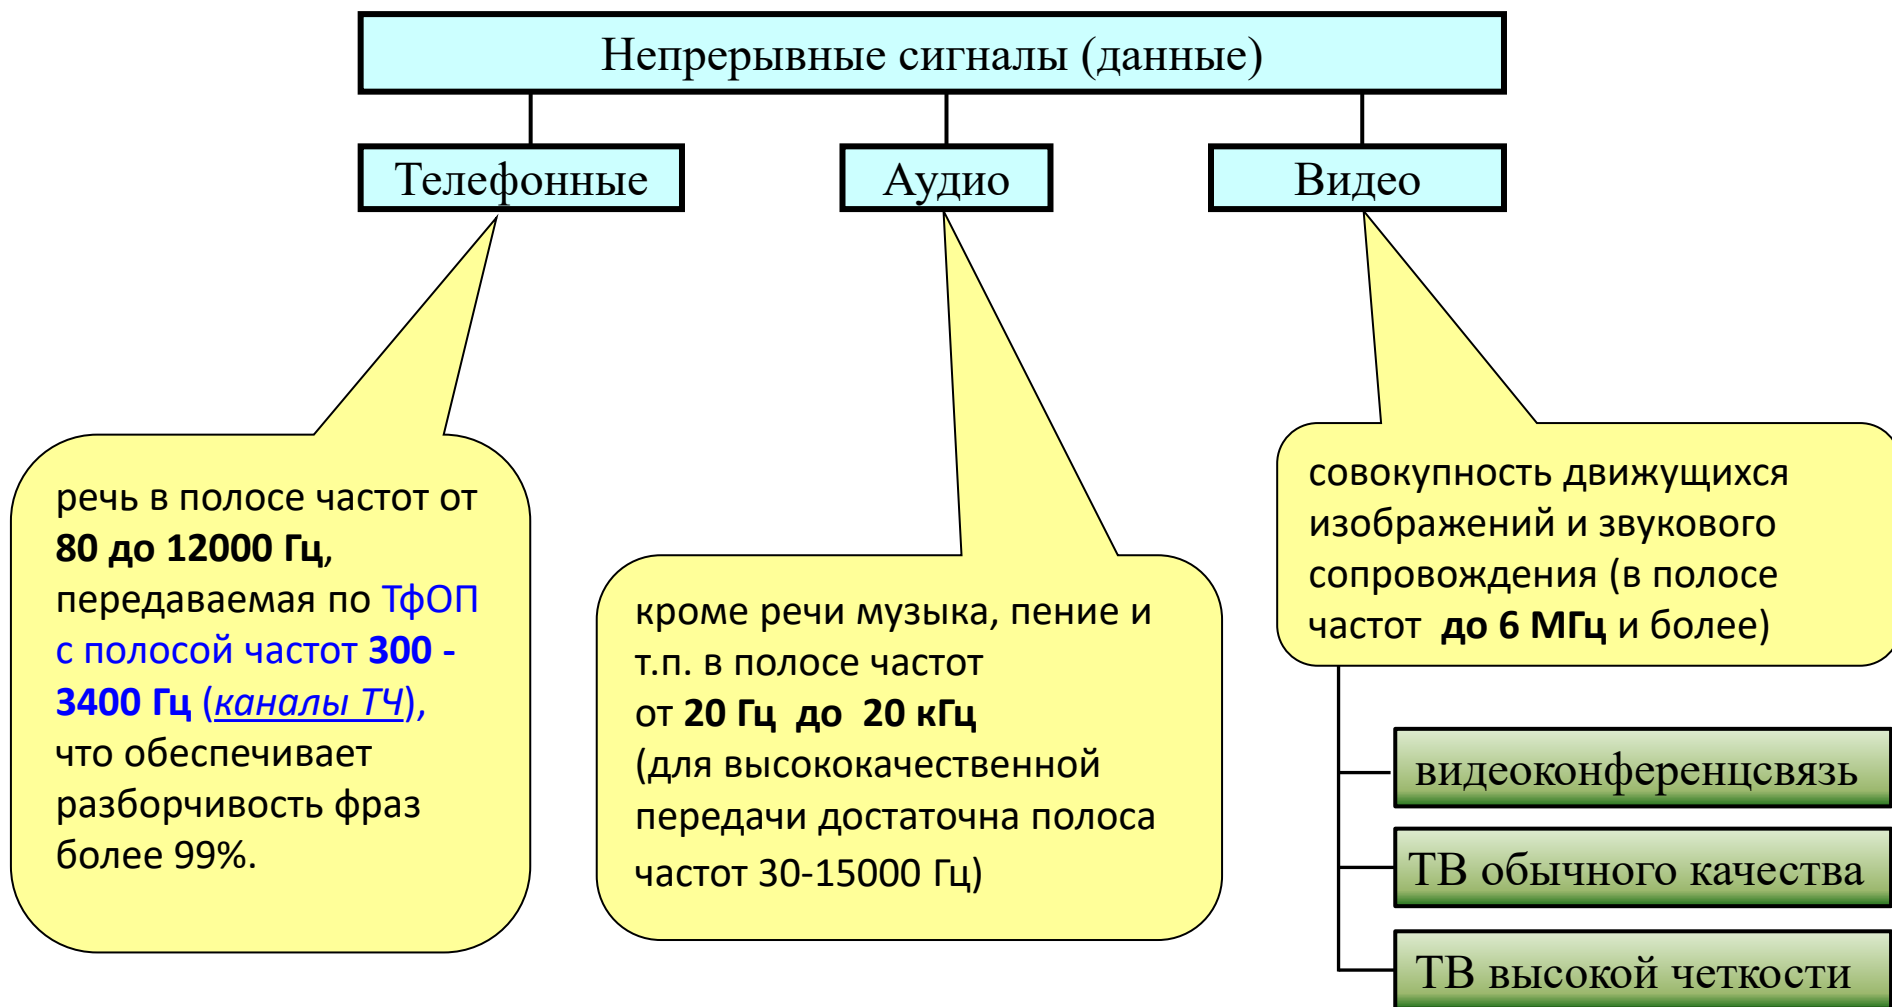 Непрерывные сигналы (данные)
Телефонные
Аудио
Видео
речь в полосе частот от
80 до 12000 Гц,
передаваемая по ТфОП
с полосой частот 300 -
3400 Гц (каналы ТЧ),
что обеспечивает
разборчивость фраз
более 99%.
кроме речи музыка, пение и
т.п. в полосе частот
от 20 Гц до 20 кГц
(для высококачественной
передачи достаточна полоса
частот 30-15000 Гц)
совокупность движущихся
изображений и звукового
сопровождения (в полосе
частот до 6 МГц и более)
видеоконференцсвязь
ТВ обычного качества
ТВ высокой четкости